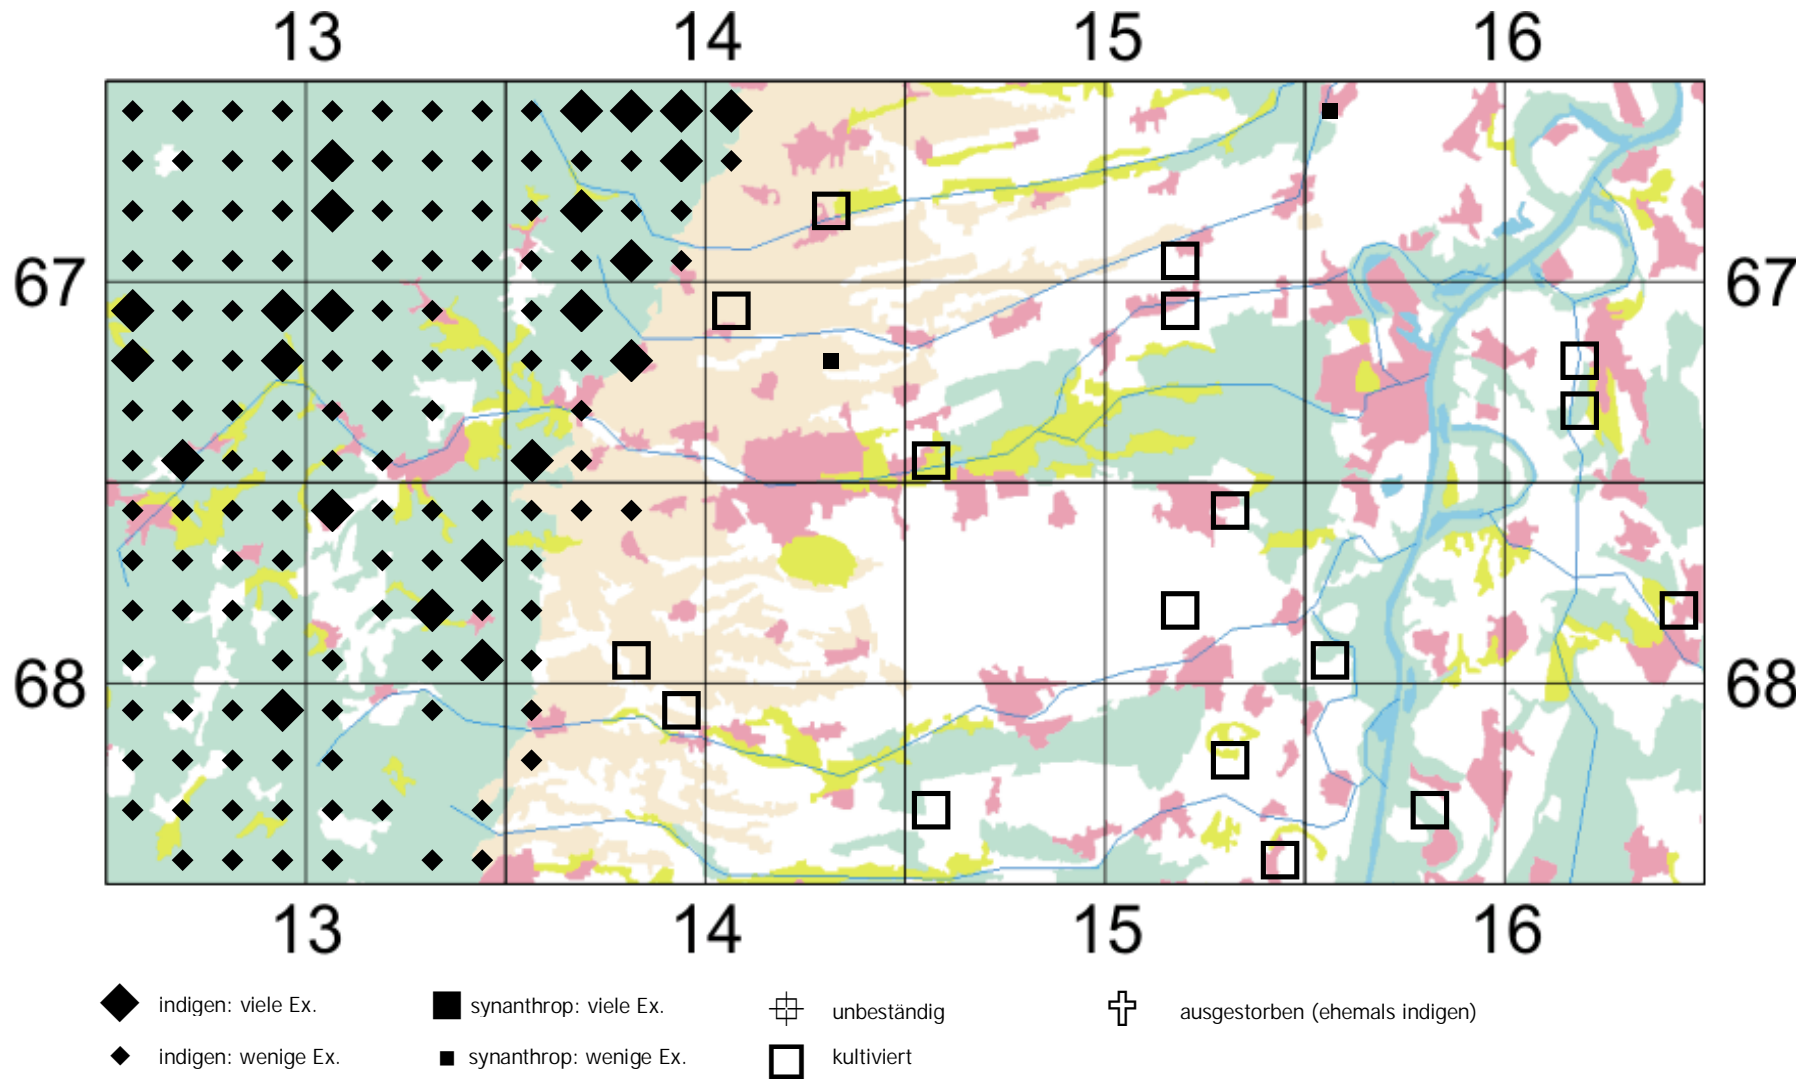 13 14 15 16
67 67
68 68
13 14 15 16
indigen: viele Ex. synanthrop: viele Ex. unbeständig ausgestorben (ehemals indigen)
indigen: wenige Ex. synanthrop: wenige Ex. kultiviert